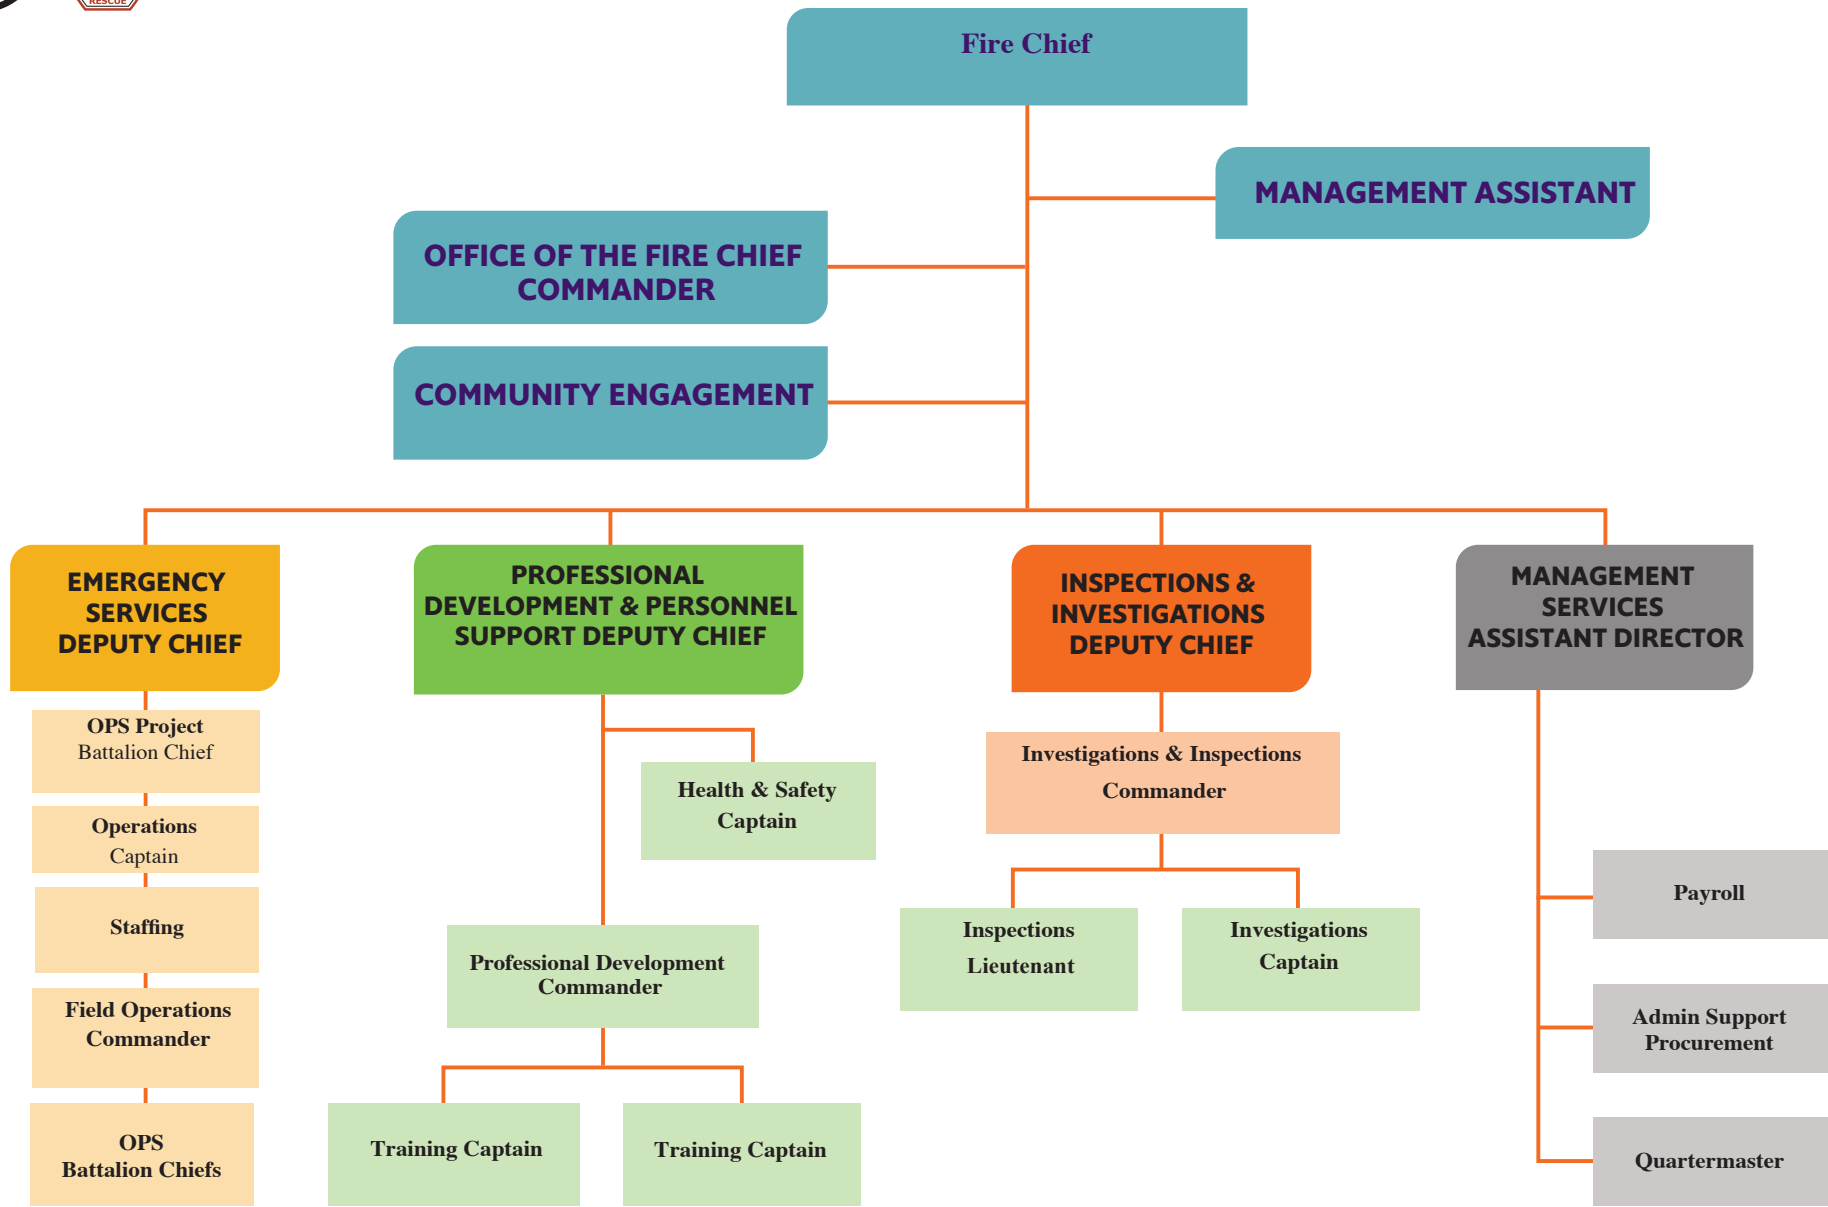 RESCUE
Fire Chief
MANAGEMENT ASSISTANT
OFFICE OF THE FIRE CHIEF
COMMANDER
COMMUNITY ENGAGEMENT
EMERGENCY
SERVICES
DEPUTY CHIEF
PROFESSIONAL
DEVELOPMENT & PERSONNEL
SUPPORT DEPUTY CHIEF
INSPECTIONS &
INVESTIGATIONS
DEPUTY CHIEF
MANAGEMENT
SERVICES
ASSISTANT DIRECTOR
OPS Project
Battalion Chief
Operations
Captain
Staffing
Field Operations
Commander
OPS
Battalion Chiefs
Health & Safety
Captain
Professional Development
Commander
Training Captain
Training Captain
Investigations & Inspections
Commander
Inspections
Lieutenant
Investigations
Captain
Payroll
Admin Support
Procurement
Quartermaster